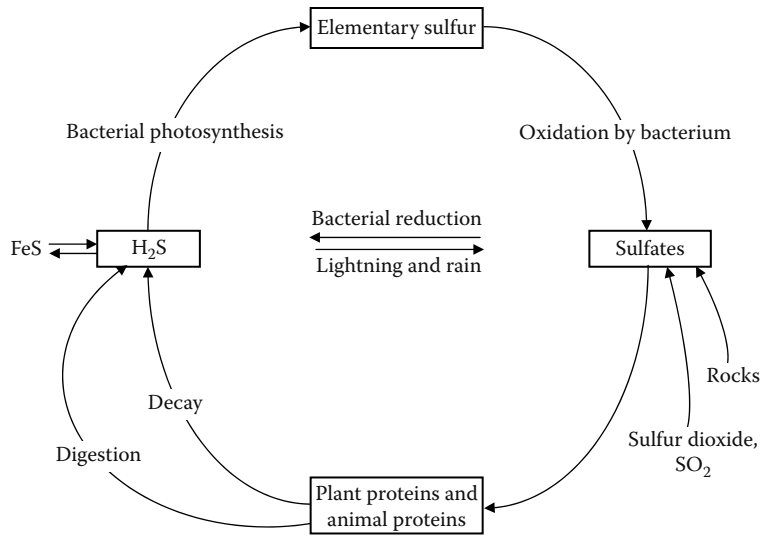 Elementary sulfur
Bacterial photosynthesis
Oxidation by bacterium
Bacterial reduction
FeS
H₂S
Sulfates
Lightning and rain
Rocks
Decay
Sulfur dioxide,
SO₂
Digestion
Plant proteins and
animal proteins